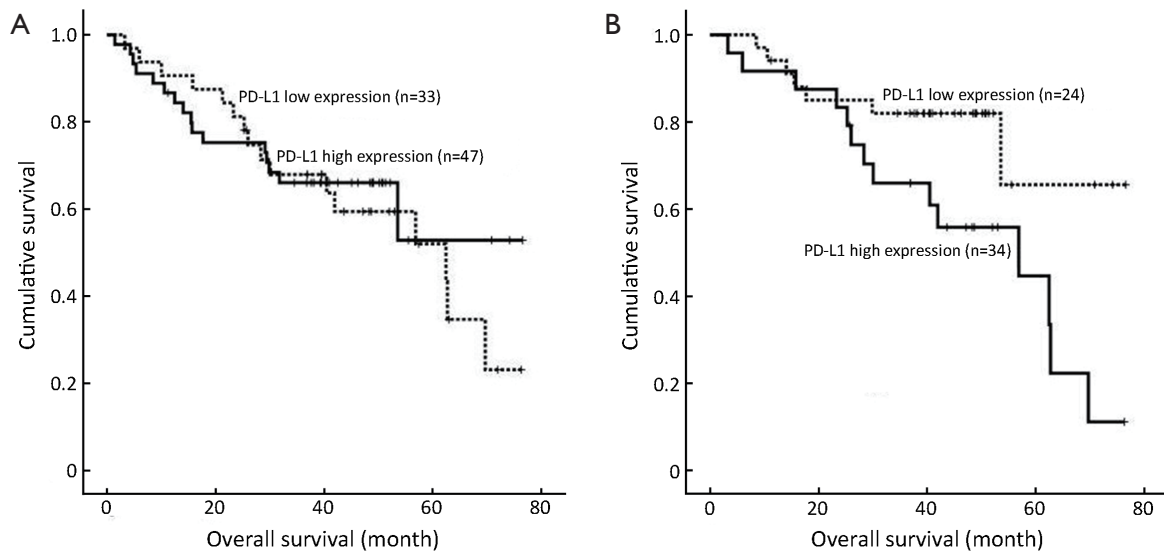 A
1.0
0.8
0.6
0.4
0.2
0
Cumulative survival
PD-L1 low expression (n=33)
PD-L1 high expression (n=47)
0 20 40 60 80
Overall survival (month)
B
1.0
0.8
0.6
0.4
0.2
0
Cumulative survival
PD-L1 low expression (n=24)
PD-L1 high expression (n=34)
0 20 40 60 80
Overall survival (month)